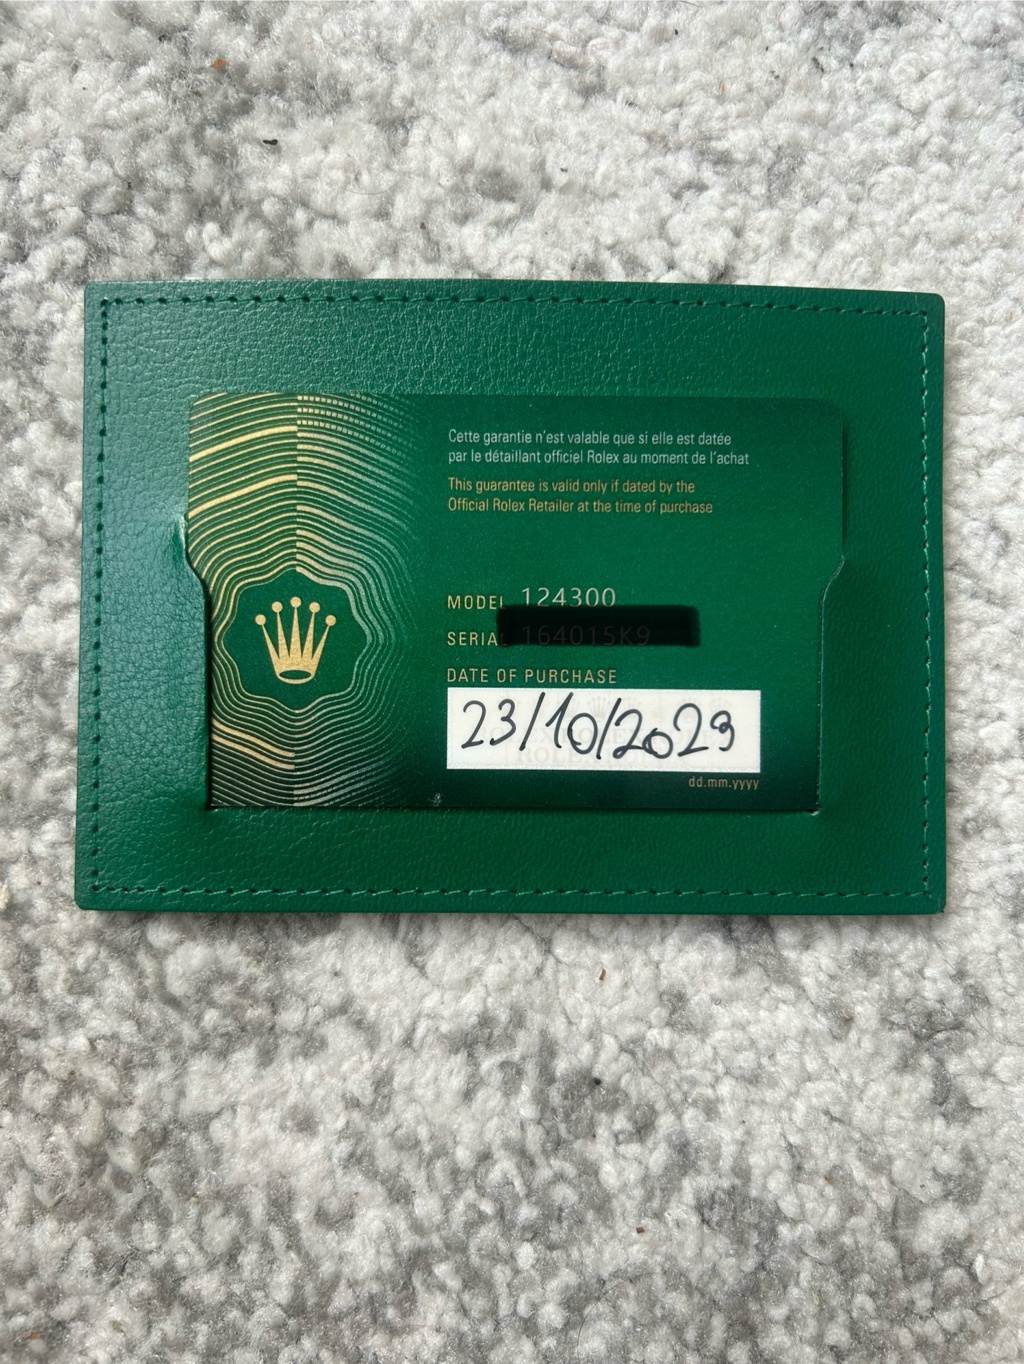 Cette garantie n'est valable que si elle est datée
par le détaillant officiel Rolex au moment de l'achat
This guarantee is valid only if dated by the
Official Rolex Retailer at the time of purchase
MODEL 124300
SERIAL
DATE OF PURCHASE
23/10/2023
dd.mm.yyyy